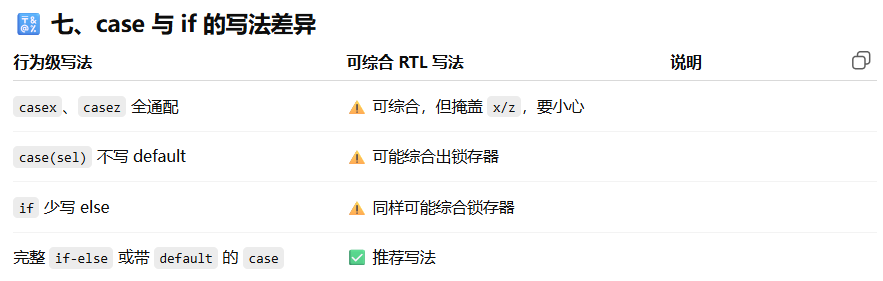 七、case 与 if 的写法差异
行为级写法 可综合 RTL 写法 说明
casex、casez 全通配 ⚠️ 可综合，但掩盖 x/z，要小心
case(sel) 不写 default ⚠️ 可能综合出锁存器
if 少写 else ⚠️ 同样可能综合锁存器
完整 if-else 或带 default 的 case ✅ 推荐写法